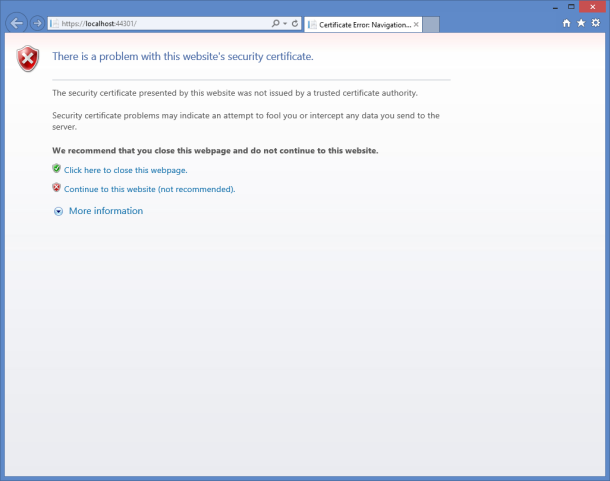 https://localhost:44301/
Certificate Error: Navigation...
There is a problem with this website's security certificate.
The security certificate presented by this website was not issued by a trusted certificate authority.
Security certificate problems may indicate an attempt to fool you or intercept any data you send to the
server.
We recommend that you close this webpage and do not continue to this website.
Click here to close this webpage.
Continue to this website (not recommended).
More information